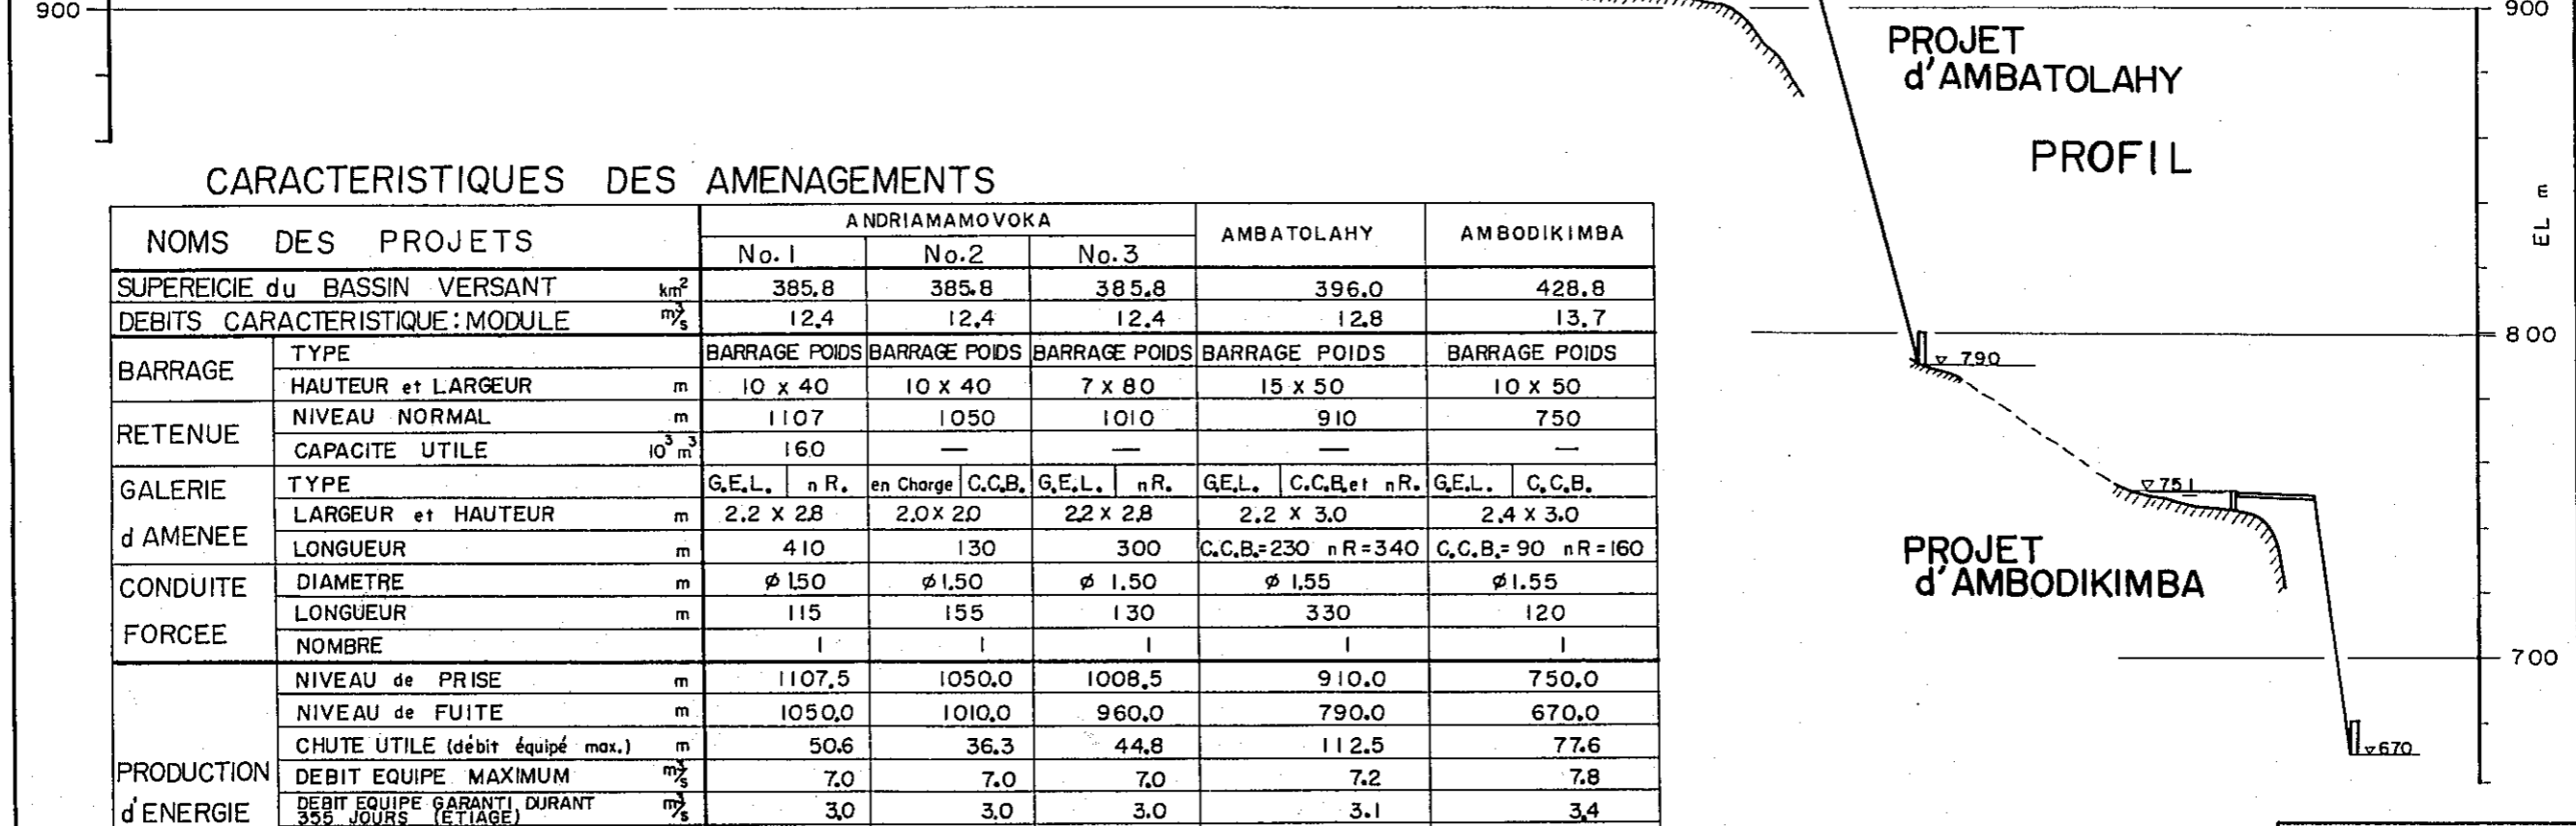 900
900
PROJET
d'AMBATOLAHY
PROFIL
EL m
800
▽ 790
▽ 751
PROJET
d'AMBODIKIMBA
700
▽670
CARACTERISTIQUES DES AMENAGEMENTS
NOMS DES PROJETS ANDRIAMAMOVOKA AMBATOLAHY AMBODIKIMBA
No.1 No.2 No.3
SUPEREICIE du BASSIN VERSANT km² 385.8 385.8 385.8 396.0 428.8
DEBITS CARACTERISTIQUE:MODULE m³/s 12.4 12.4 12.4 12.8 13.7
BARRAGE TYPE BARRAGE POIDS BARRAGE POIDS BARRAGE POIDS BARRAGE POIDS BARRAGE POIDS
HAUTEUR et LARGEUR m 10 x 40 10 x 40 7 x 80 15 x 50 10 x 50
RETENUE NIVEAU NORMAL m 1107 1050 1010 910 750
CAPACITE UTILE 10³m³ 160 — — — —
GALERIE d AMENEE TYPE G.E.L. nR. en Charge C.C.B. G.E.L. nR. G.E.L. C.C.B.et nR. G.E.L. C.C.B.
LARGEUR et HAUTEUR m 2.2 x 2.8 2.0 x 2.0 2.2 x 2.8 2.2 x 3.0 2.4 x 3.0
LONGUEUR m 410 130 300 C.C.B.=230 nR=340 C.C.B.=90 nR=160
CONDUITE FORCEE DIAMETRE m ø 1.50 ø 1.50 ø 1.50 ø 1.55 ø 1.55
LONGUEUR m 115 155 130 330 120
NOMBRE 1 1 1 1 1
PRODUCTION d'ENERGIE NIVEAU de PRISE m 1107.5 1050.0 1008.5 910.0 750.0
NIVEAU de FUITE m 1050.0 1010.0 960.0 790.0 670.0
CHUTE UTILE (débit équipé max.) m 50.6 36.3 44.8 112.5 77.6
DEBIT EQUIPE MAXIMUM m³/s 7.0 7.0 7.0 7.2 7.8
DEBIT EQUIPE GARANTI DURANT 355 JOURS (ETIAGE) m³/s 3.0 3.0 3.0 3.1 3.4